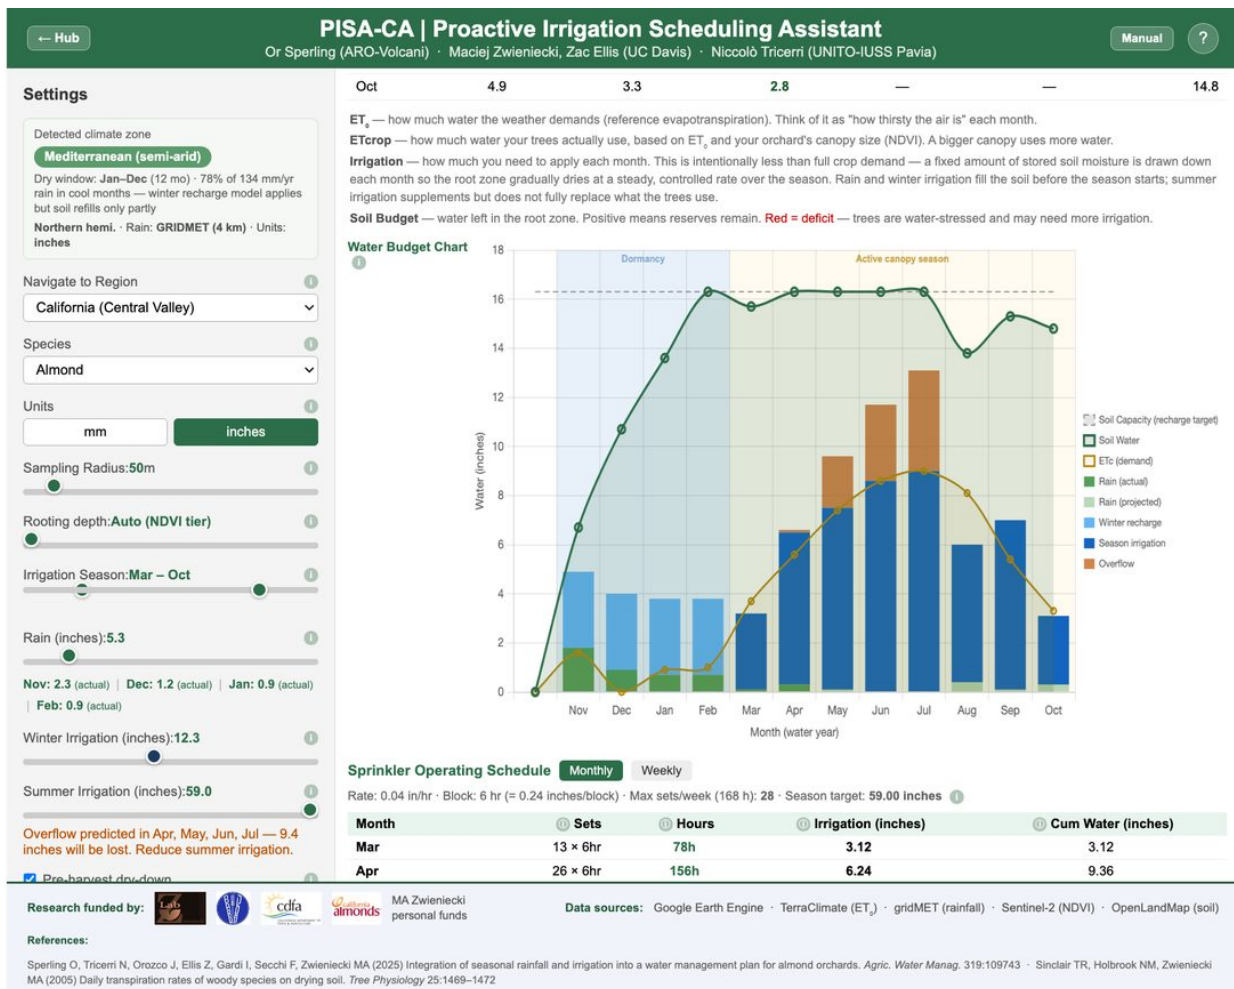 ← Hub
PISA-CA | Proactive Irrigation Scheduling Assistant
Or Sperling (ARO-Volcani) · Maciej Zwieniecki, Zac Ellis (UC Davis) · Niccolò Tricerri (UNITO-IUSS Pavia)
Manual
?
Settings
Detected climate zone
Mediterranean (semi-arid)
Dry window: Jan–Dec (12 mo) · 78% of 134 mm/yr
rain in cool months — winter recharge model applies
but soil refills only partly
Northern hemi. · Rain: GRIDMET (4 km) · Units:
inches
Navigate to Region
California (Central Valley)
Species
Almond
Units
mm
inches
Sampling Radius:50m
Rooting depth:Auto (NDVI tier)
Irrigation Season:Mar – Oct
Rain (inches):5.3
Nov: 2.3 (actual) | Dec: 1.2 (actual) | Jan: 0.9 (actual)
| Feb: 0.9 (actual)
Winter Irrigation (inches):12.3
Summer Irrigation (inches):59.0
Overflow predicted in Apr, May, Jun, Jul — 9.4
inches will be lost. Reduce summer irrigation.
Pre-harvest dry-down
Oct 4.9 3.3 2.8 — — 14.8
ET₀ — how much water the weather demands (reference evapotranspiration). Think of it as "how thirsty the air is" each month.
ETcrop — how much water your trees actually use, based on ET₀ and your orchard's canopy size (NDVI). A bigger canopy uses more water.
Irrigation — how much you need to apply each month. This is intentionally less than full crop demand — a fixed amount of stored soil moisture is drawn down
each month so the root zone gradually dries at a steady, controlled rate over the season. Rain and winter irrigation fill the soil before the season starts; summer
irrigation supplements but does not fully replace what the trees use.
Soil Budget — water left in the root zone. Positive means reserves remain. Red = deficit — trees are water-stressed and may need more irrigation.
Water Budget Chart
Dormancy
Active canopy season
Water (inches)
18
16
14
12
10
8
6
4
2
0
Nov Dec Jan Feb Mar Apr May Jun Jul Aug Sep Oct
Month (water year)
Soil Capacity (recharge target)
Soil Water
ETc (demand)
Rain (actual)
Rain (projected)
Winter recharge
Season irrigation
Overflow
Sprinkler Operating Schedule Monthly Weekly
Rate: 0.04 in/hr · Block: 6 hr (= 0.24 inches/block) · Max sets/week (168 h): 28 · Season target: 59.00 inches
Month Sets Hours Irrigation (inches) Cum Water (inches)
Mar 13 × 6hr 78h 3.12 3.12
Apr 26 × 6hr 156h 6.24 9.36
Research funded by:
Lab
cdfa
california almonds
MA Zwieniecki
personal funds
Data sources: Google Earth Engine · TerraClimate (ET₀) · gridMET (rainfall) · Sentinel-2 (NDVI) · OpenLandMap (soil)
References:
Sperling O, Tricerri N, Orozco J, Ellis Z, Gardi I, Secchi F, Zwieniecki MA (2025) Integration of seasonal rainfall and irrigation into a water management plan for almond orchards. Agric. Water Manag. 319:109743 · Sinclair TR, Holbrook NM, Zwieniecki
MA (2005) Daily transpiration rates of woody species on drying soil. Tree Physiology 25:1469–1472